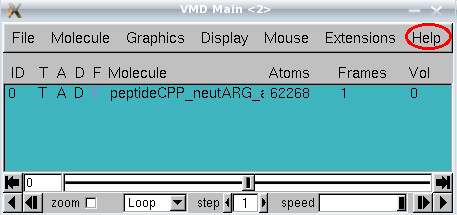 VMD Main <2>
File Molecule Graphics Display Mouse Extensions Help
ID T A D F Molecule Atoms Frames Vol
0 T A D F peptideCPP_neutARG_a 62268 1 0
0
zoom Loop step 1 speed